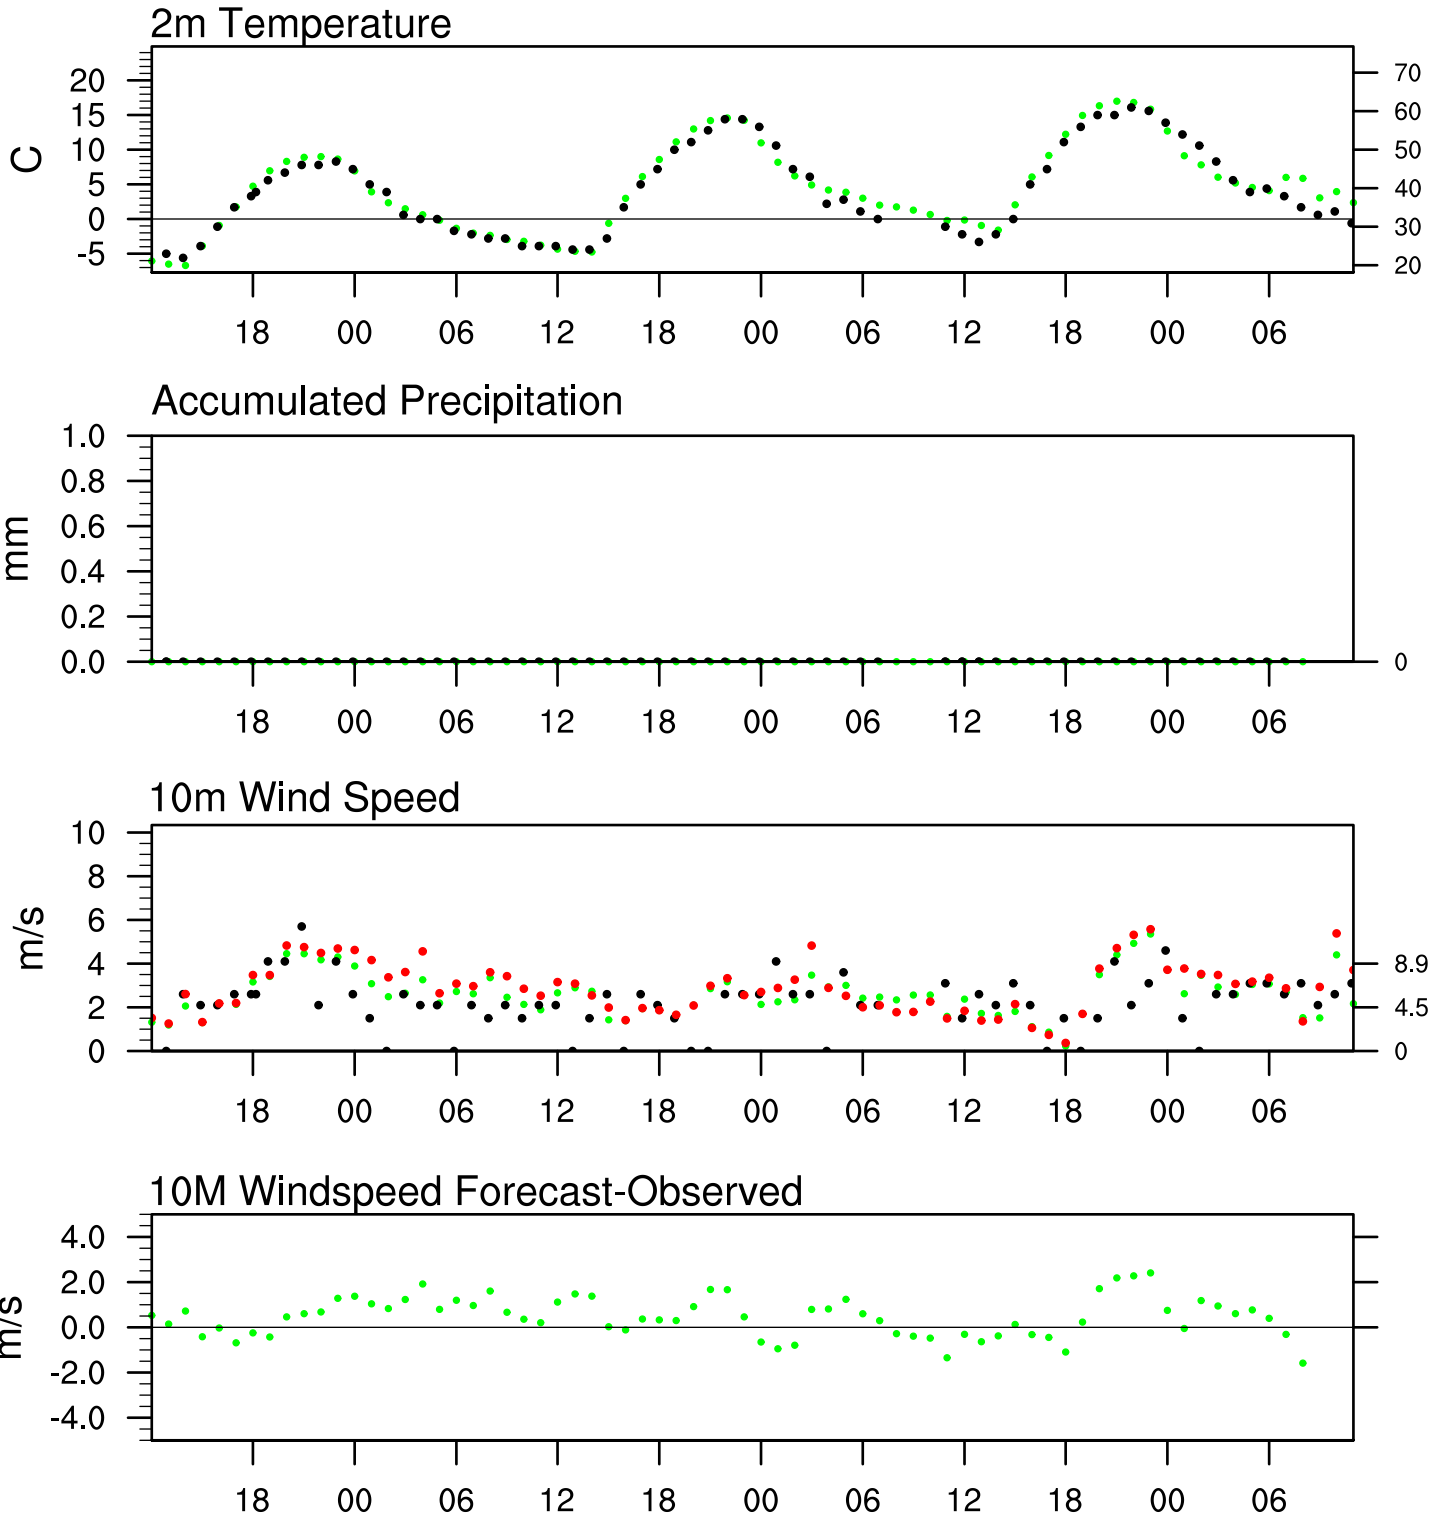 2m Temperature
20
15
10
5
0
-5
C
70
60
50
40
30
20
18 00 06 12 18 00 06 12 18 00 06
Accumulated Precipitation
1.0
0.8
0.6
0.4
0.2
0.0
mm
0
18 00 06 12 18 00 06 12 18 00 06
10m Wind Speed
10
8
6
4
2
0
m/s
8.9
4.5
0
18 00 06 12 18 00 06 12 18 00 06
10M Windspeed Forecast-Observed
4.0
2.0
0.0
-2.0
-4.0
m/s
18 00 06 12 18 00 06 12 18 00 06